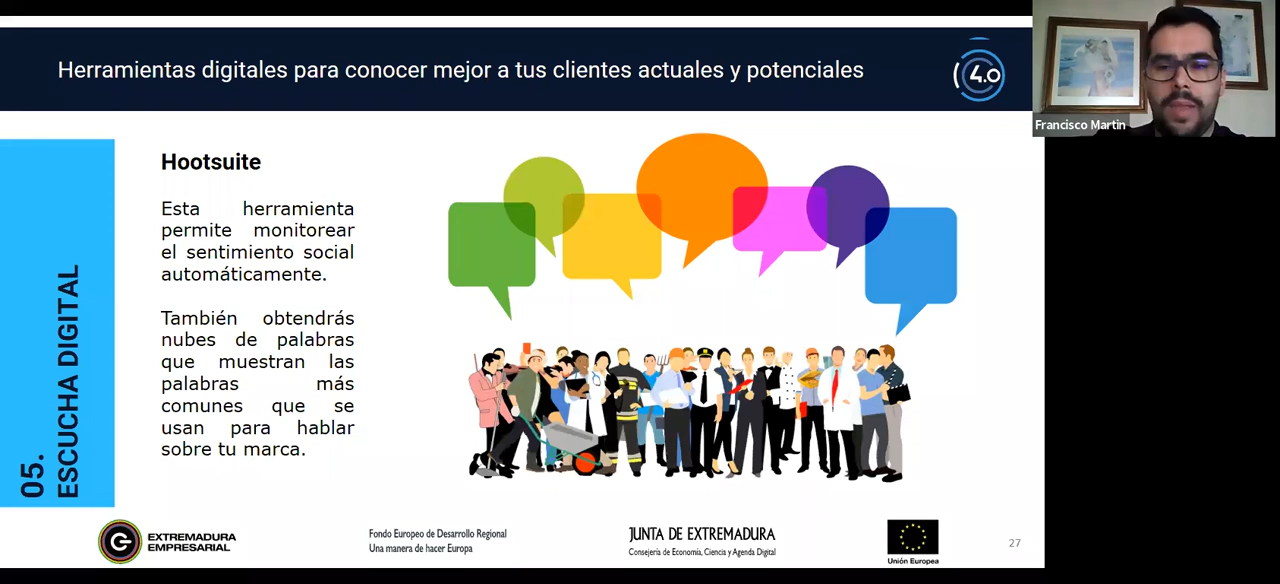 Herramientas digitales para conocer mejor a tus clientes actuales y potenciales
4.0
Francisco Martin
05.
ESCUCHA DIGITAL
Hootsuite
Esta herramienta
permite monitorear
el sentimiento social
automáticamente.
También obtendrás
nubes de palabras
que muestran las
palabras más
comunes que se
usan para hablar
sobre tu marca.
EXTREMADURA
EMPRESARIAL
Fondo Europeo de Desarrollo Regional
Una manera de hacer Europa
JUNTA DE EXTREMADURA
Consejería de Economía, Ciencia y Agenda Digital
Unión Europea
27